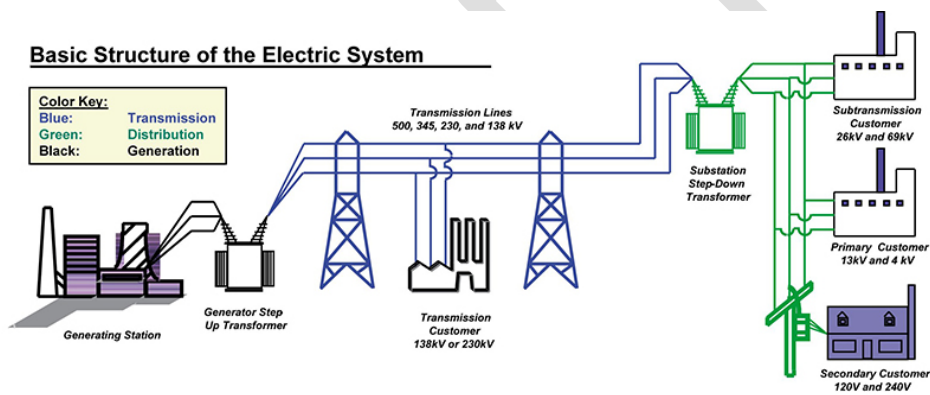 Basic Structure of the Electric System
Color Key:
Blue: Transmission
Green: Distribution
Black: Generation
Transmission Lines
500, 345, 230, and 138 kV
Generating Station
Generator Step
Up Transformer
Transmission
Customer
138kV or 230kV
Substation
Step-Down
Transformer
Subtransmission
Customer
26kV and 69kV
Primary Customer
13kV and 4 kV
Secondary Customer
120V and 240V